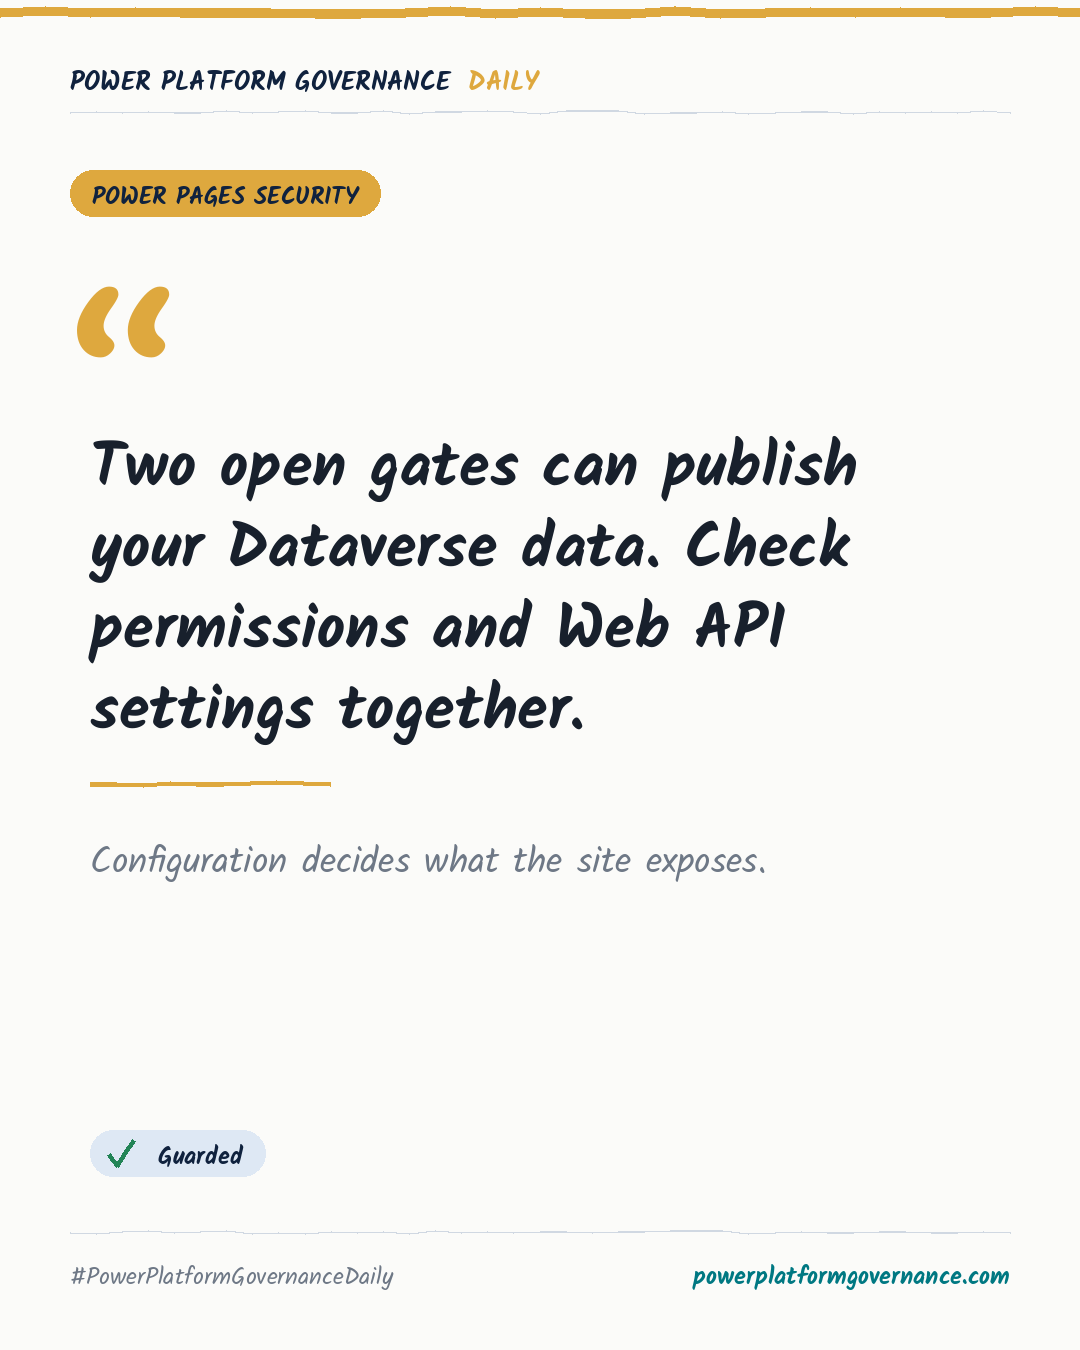 POWER PLATFORM GOVERNANCE DAILY
POWER PAGES SECURITY
“
Two open gates can publish
your Dataverse data. Check
permissions and Web API
settings together.
Configuration decides what the site exposes.
✓ Guarded
#PowerPlatformGovernanceDaily
powerplatformgovernance.com